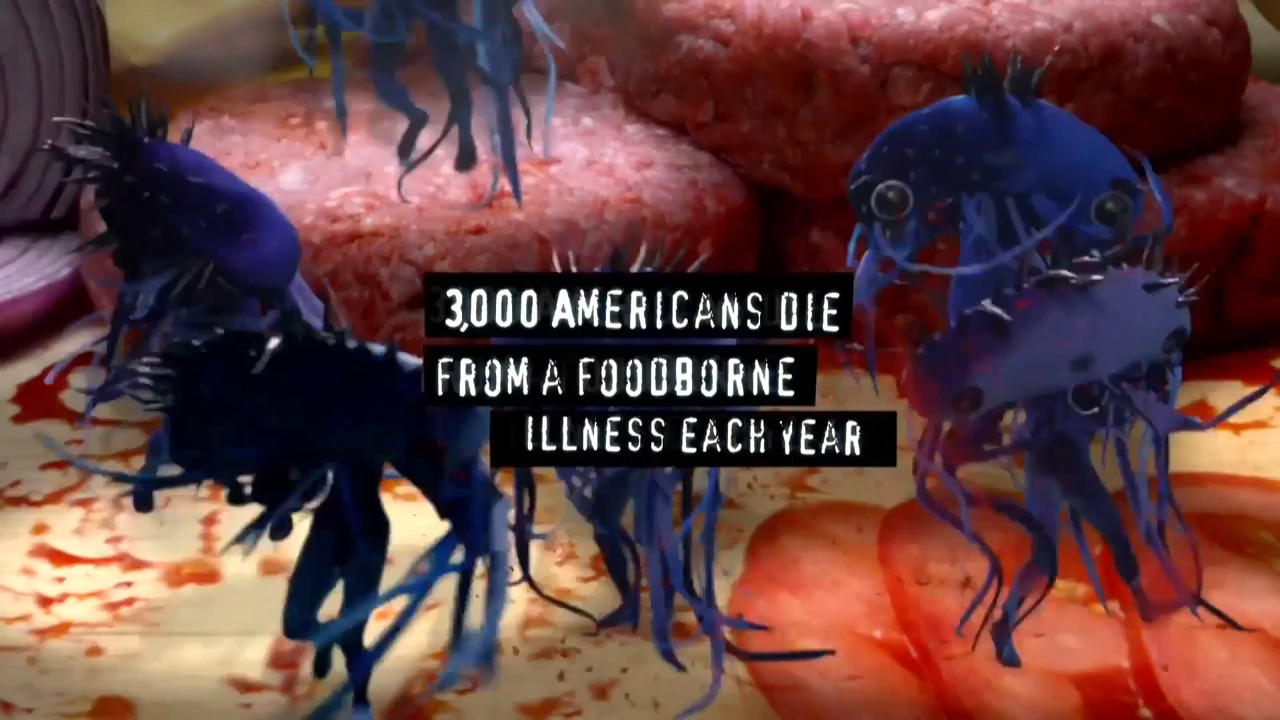 3,000 AMERICANS DIE
FROM A FOODBORNE
ILLNESS EACH YEAR